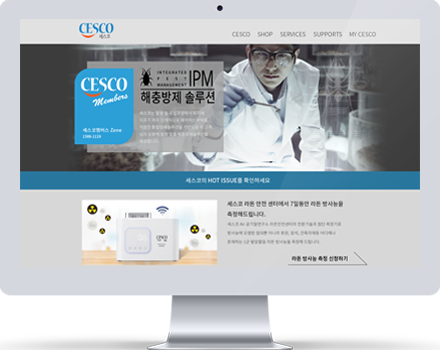 CESCO
세스코
CESCO SHOP SERVICES SUPPORTS MY CESCO
CESCO
Members
세스코멤버스 Zone
1588-1119
INTEGRATED
PEST
MANAGEMENT
IPM
해충방제 솔루션
세스코의 HOT ISSUE를 확인하세요
세스코 라돈 안전 센터에서 7일동안 라돈 방사능을
측정해드립니다.
라돈 방사능 측정 신청하기